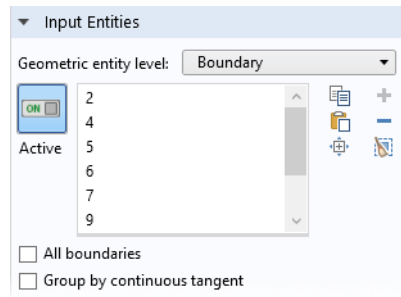 Input Entities
Geometric entity level: Boundary
ON
Active
2
4
5
6
7
9
All boundaries
Group by continuous tangent